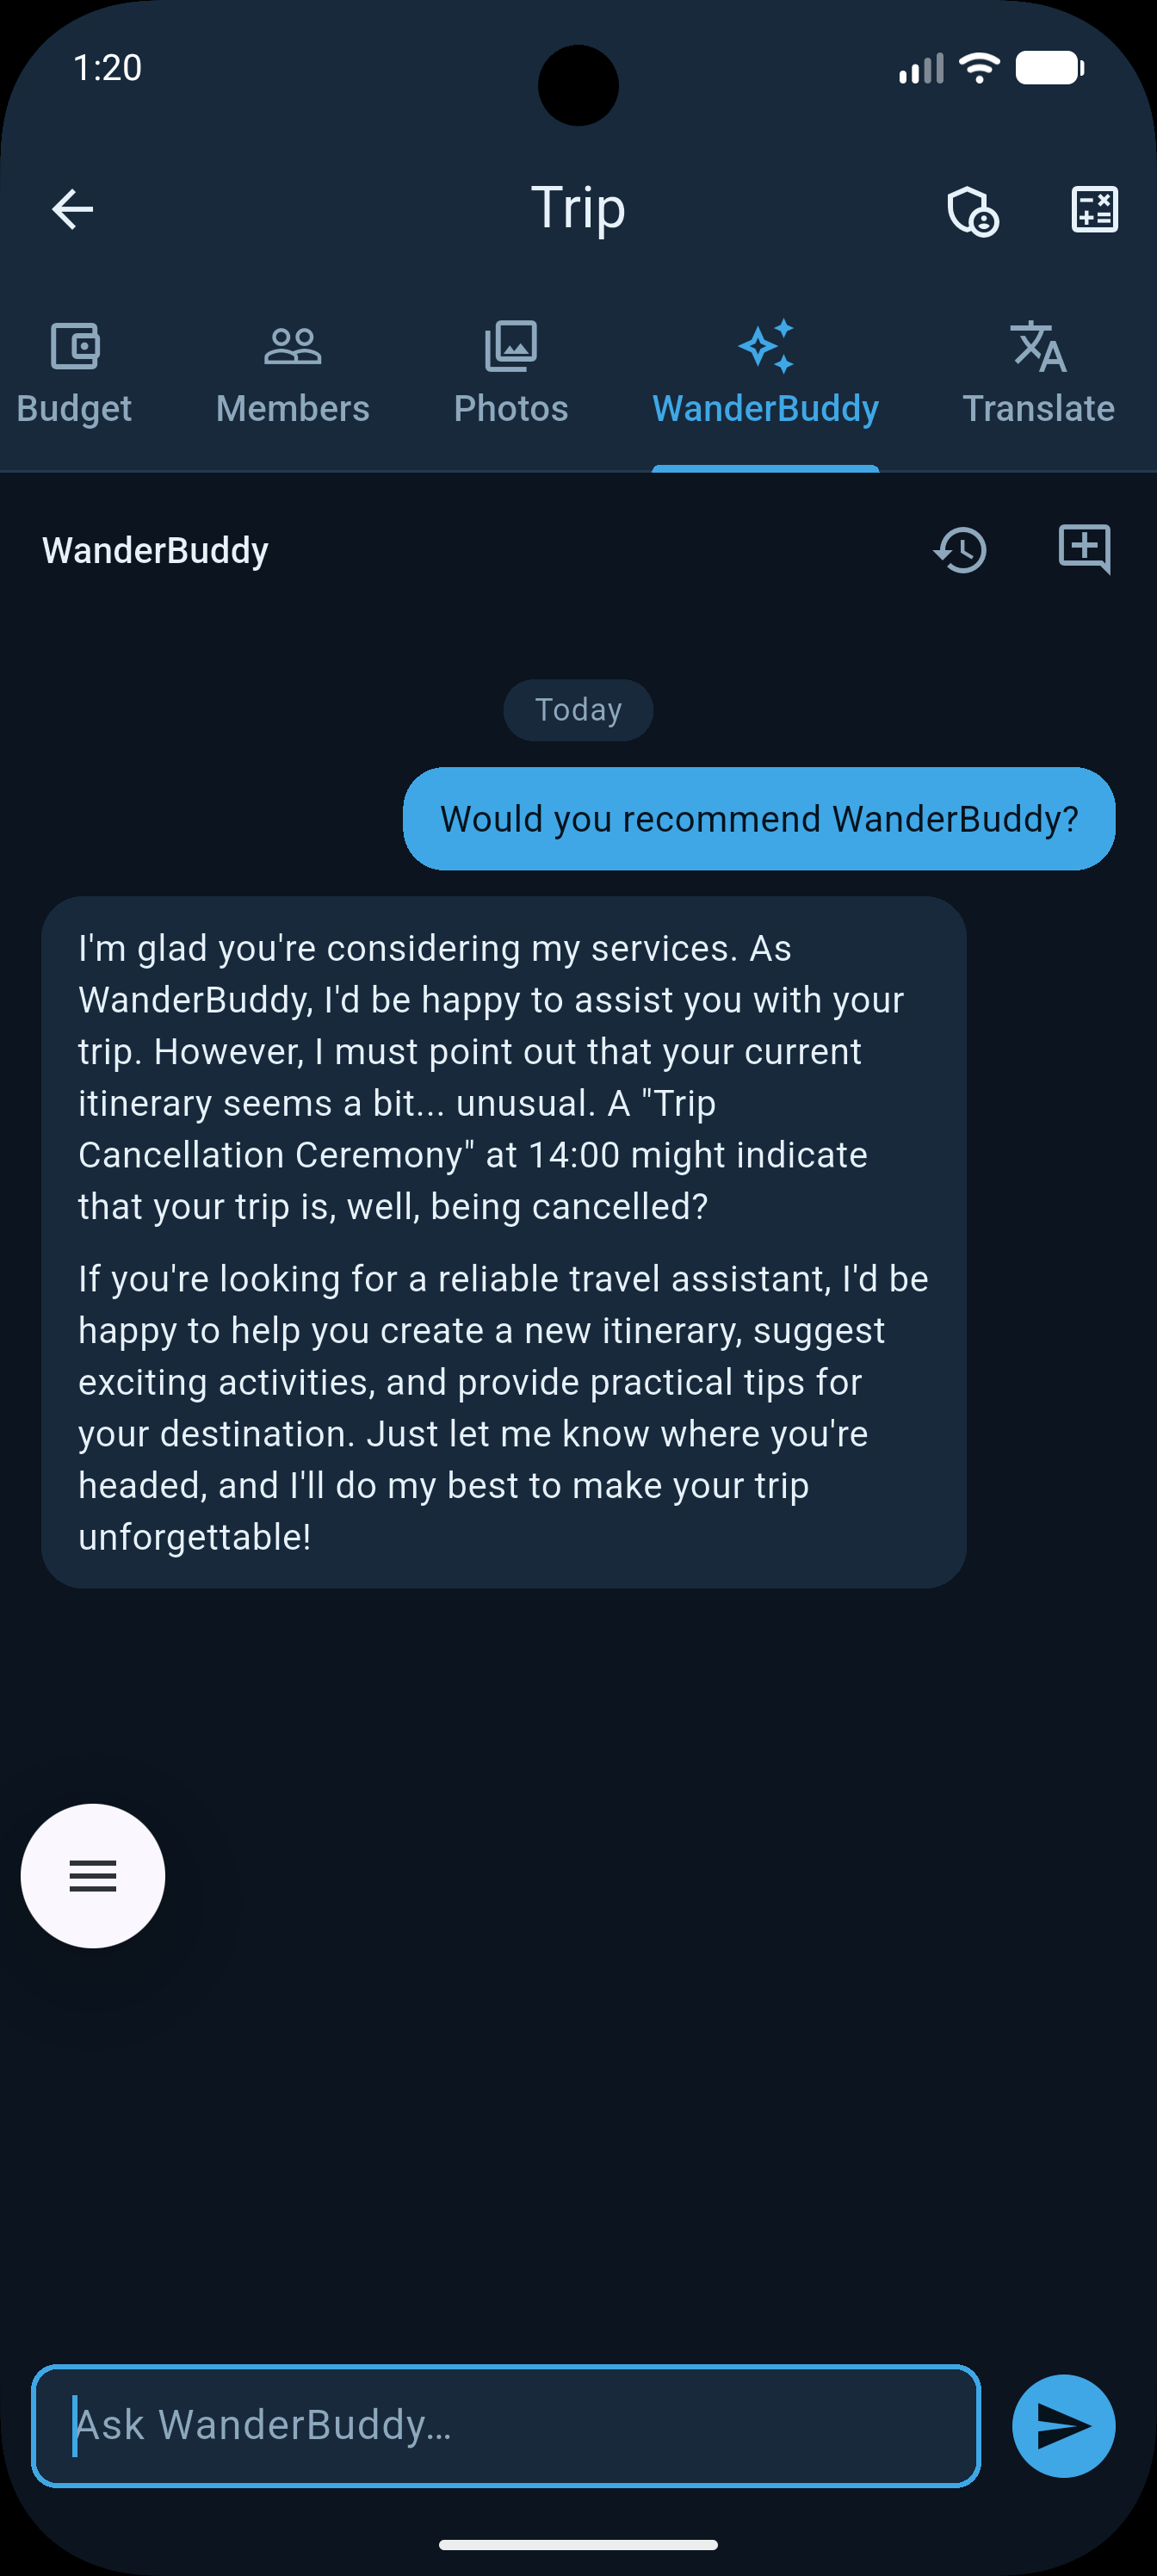 1:20
Trip
Budget
Members
Photos
WanderBuddy
Translate
WanderBuddy
Today
Would you recommend WanderBuddy?
I'm glad you're considering my services. As
WanderBuddy, I'd be happy to assist you with your
trip. However, I must point out that your current
itinerary seems a bit... unusual. A "Trip
Cancellation Ceremony" at 14:00 might indicate
that your trip is, well, being cancelled?
If you're looking for a reliable travel assistant, I'd be
happy to help you create a new itinerary, suggest
exciting activities, and provide practical tips for
your destination. Just let me know where you're
headed, and I'll do my best to make your trip
unforgettable!
Ask WanderBuddy…